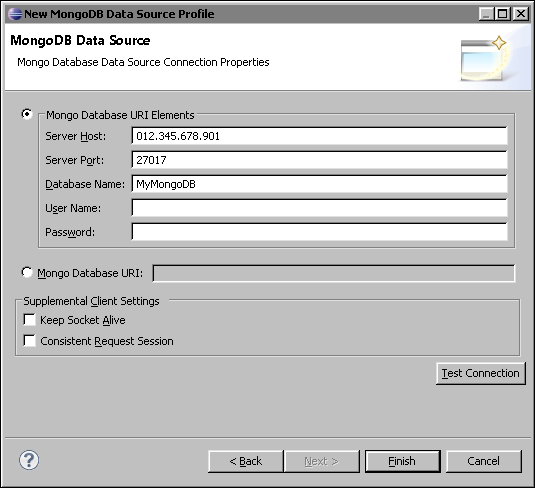 New MongoDB Data Source Profile
MongoDB Data Source
Mongo Database Data Source Connection Properties
Mongo Database URI Elements
Server Host: 012.345.678.901
Server Port: 27017
Database Name: MyMongoDB
User Name:
Password:
Mongo Database URI:
Supplemental Client Settings
Keep Socket Alive
Consistent Request Session
Test Connection
? < Back Next > Finish Cancel